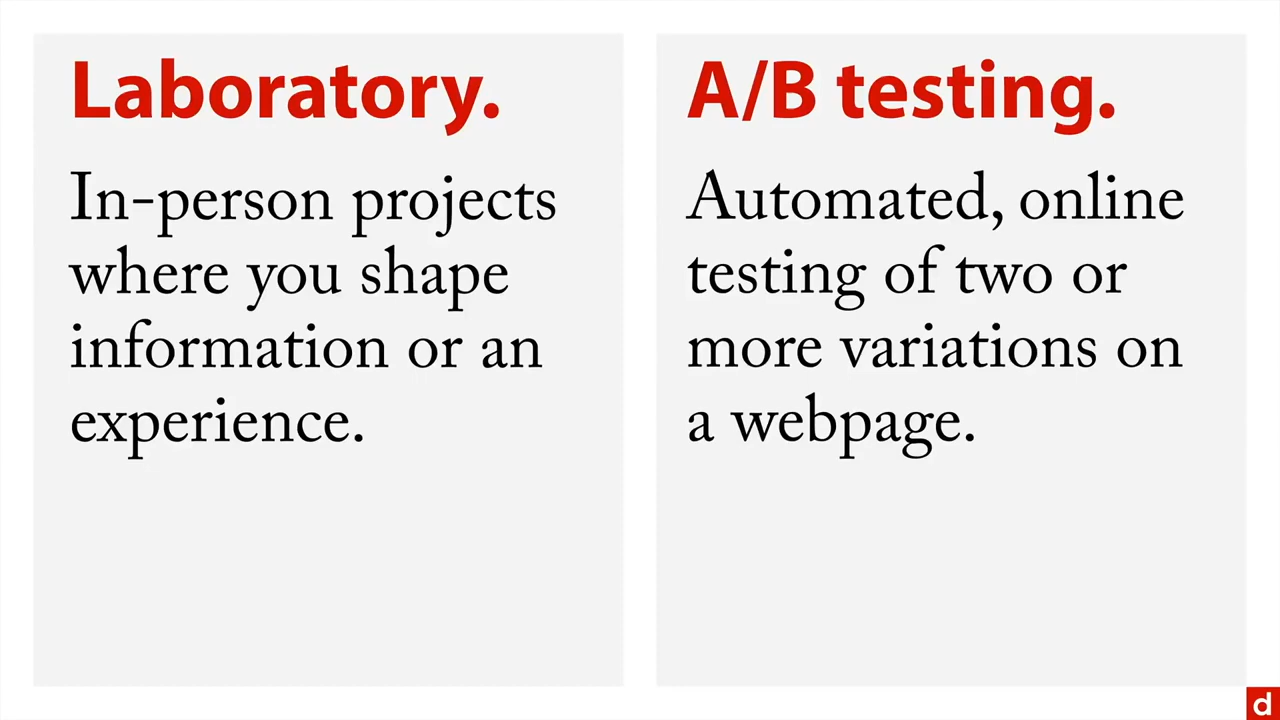 Laboratory.
In-person projects
where you shape
information or an
experience.
A/B testing.
Automated, online
testing of two or
more variations on
a webpage.
d